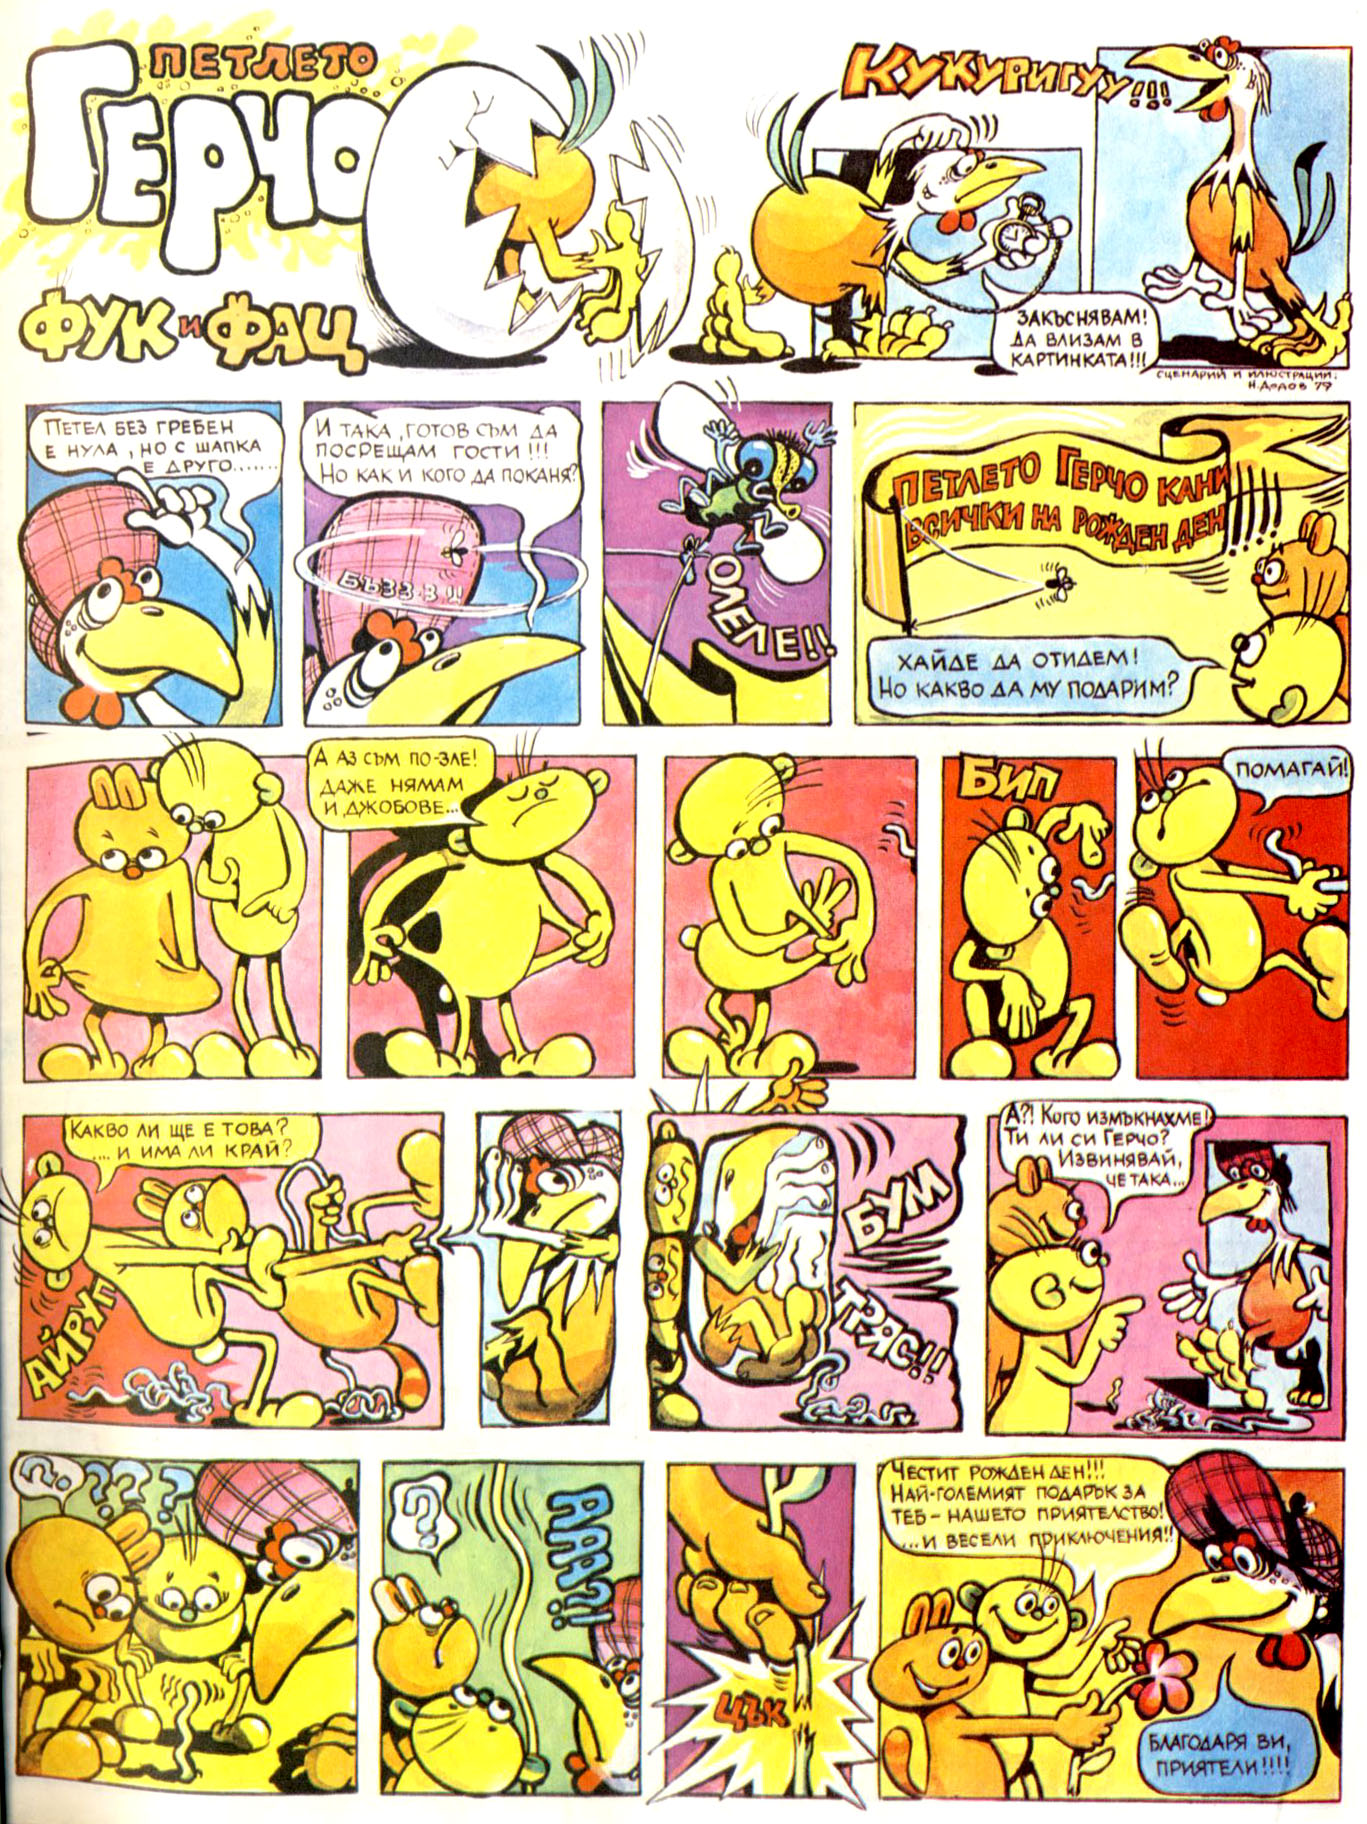 ПЕТЛЕТО
ГЕРЧО
ФУК И ФАЦ
КУКУРИГУУ!!!
ЗАКЪСНЯВАМ!
ДА ВЛИЗАМ В
КАРТИНКАТА!!!
СЦЕНАРИЙ И ИЛЮСТРАЦИИ:
Н. ДОДОВ 79
ПЕТЕЛ БЕЗ ГРЕБЕН
Е НУЛА, НО С ШАПКА
Е ДРУГО.......
И ТАКА, ГОТОВ СЪМ ДА
ПОСРЕЩАМ ГОСТИ!!!
НО КАК И КОГО ДА ПОКАНЯ?
БЪЗЗ-З!!
ОЛЕЛЕ!!
ПЕТЛЕТО ГЕРЧО КАНИ
ВСИЧКИ НА РОЖДЕН ДЕН!!!!
ХАЙДЕ ДА ОТИДЕМ!
НО КАКВО ДА МУ ПОДАРИМ?
А АЗ СЪМ ПО-ЗЛЕ!
ДАЖЕ НЯМАМ
И ДЖОБОВЕ...
БИП
ПОМАГАЙ!
КАКВО ЛИ ЩЕ Е ТОВА?
....И ИМА ЛИ КРАЙ?
АЙРУП
БУМ
ТРЯС!!
А?! КОГО ИЗМЪКНАХМЕ!
ТИ ЛИ СИ ГЕРЧО?
ИЗВИНЯВАЙ,
ЧЕ ТАКА...
?????
?
ААА?!!
ЦЪК
ЧЕСТИТ РОЖДЕН ДЕН!!!
НАЙ-ГОЛЕМИЯТ ПОДАРЪК ЗА
ТЕБ - НАШЕТО ПРИЯТЕЛСТВО!
...И ВЕСЕЛИ ПРИКЛЮЧЕНИЯ!!
БЛАГОДАРЯ ВИ,
ПРИЯТЕЛИ!!!!